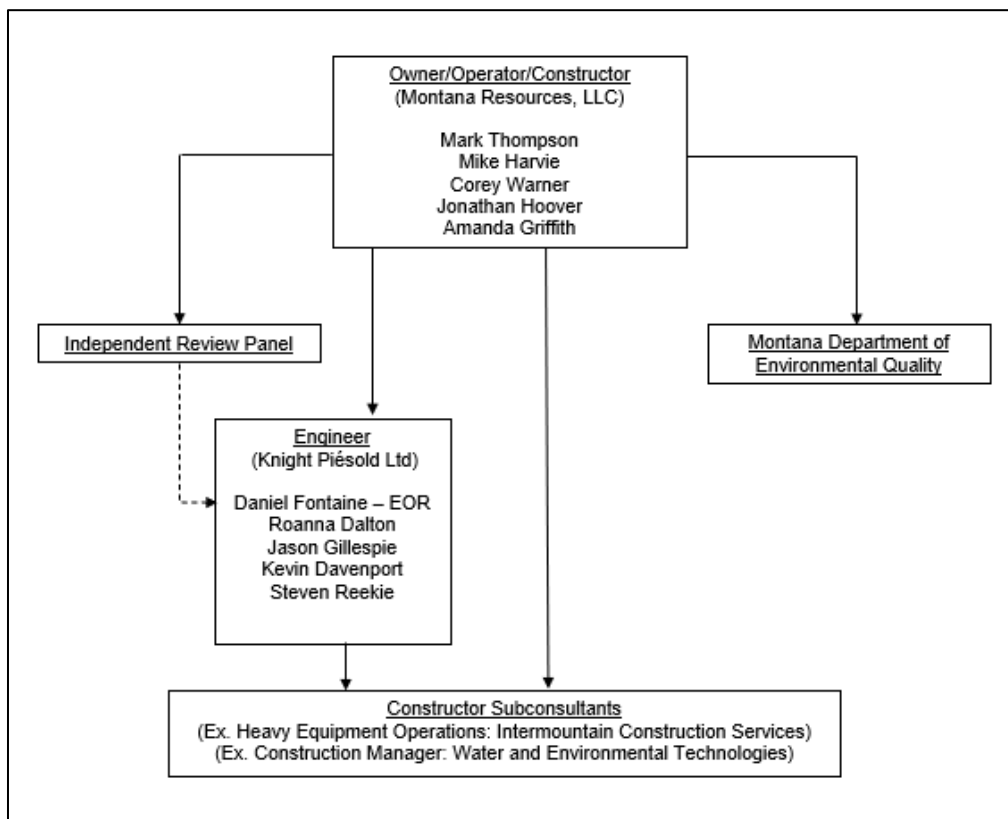 Owner/Operator/Constructor
(Montana Resources, LLC)
Mark Thompson
Mike Harvie
Corey Warner
Jonathan Hoover
Amanda Griffith
Independent Review Panel
Montana Department of
Environmental Quality
Engineer
(Knight Piésold Ltd)
Daniel Fontaine – EOR
Roanna Dalton
Jason Gillespie
Kevin Davenport
Steven Reekie
Constructor Subconsultants
(Ex. Heavy Equipment Operations: Intermountain Construction Services)
(Ex. Construction Manager: Water and Environmental Technologies)